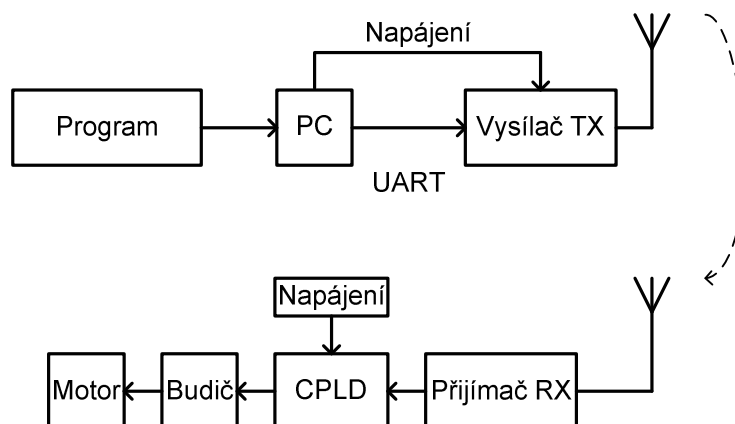 Napájení
Program
PC
Vysílač TX
UART
Napájení
Motor
Budič
CPLD
Přijímač RX